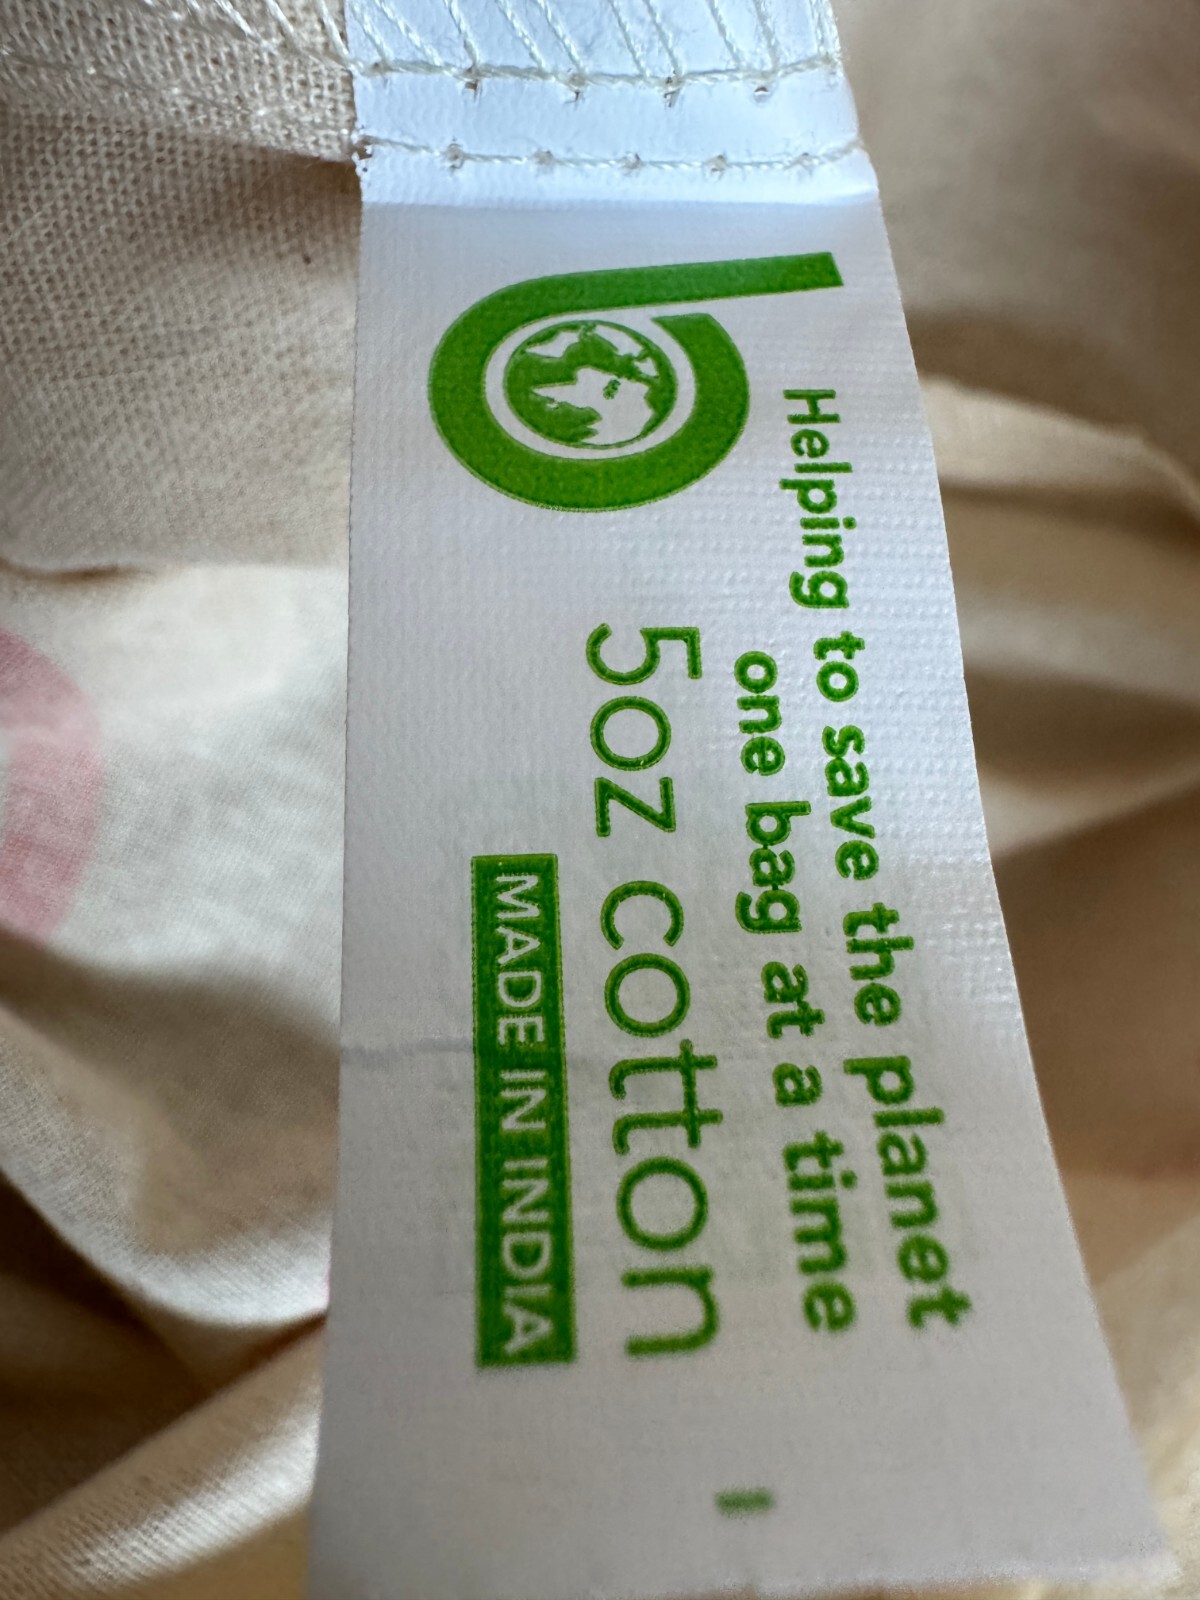 Helping to save the planet
one bag at a time
5oz cotton
MADE IN INDIA